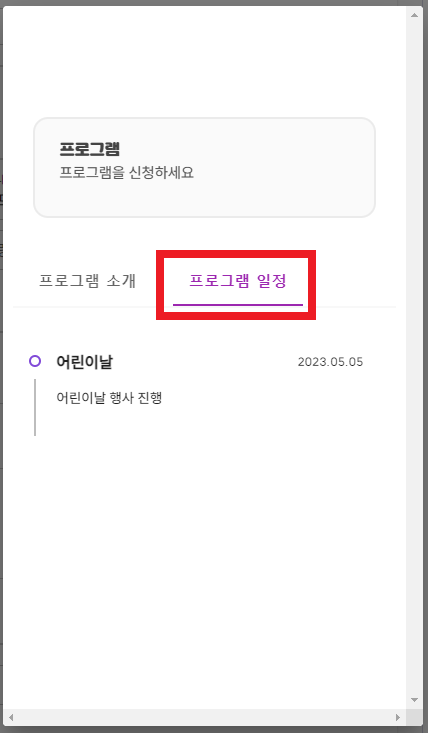 프로그램
프로그램을 신청하세요
프로그램 소개
프로그램 일정
어린이날
2023.05.05
어린이날 행사 진행